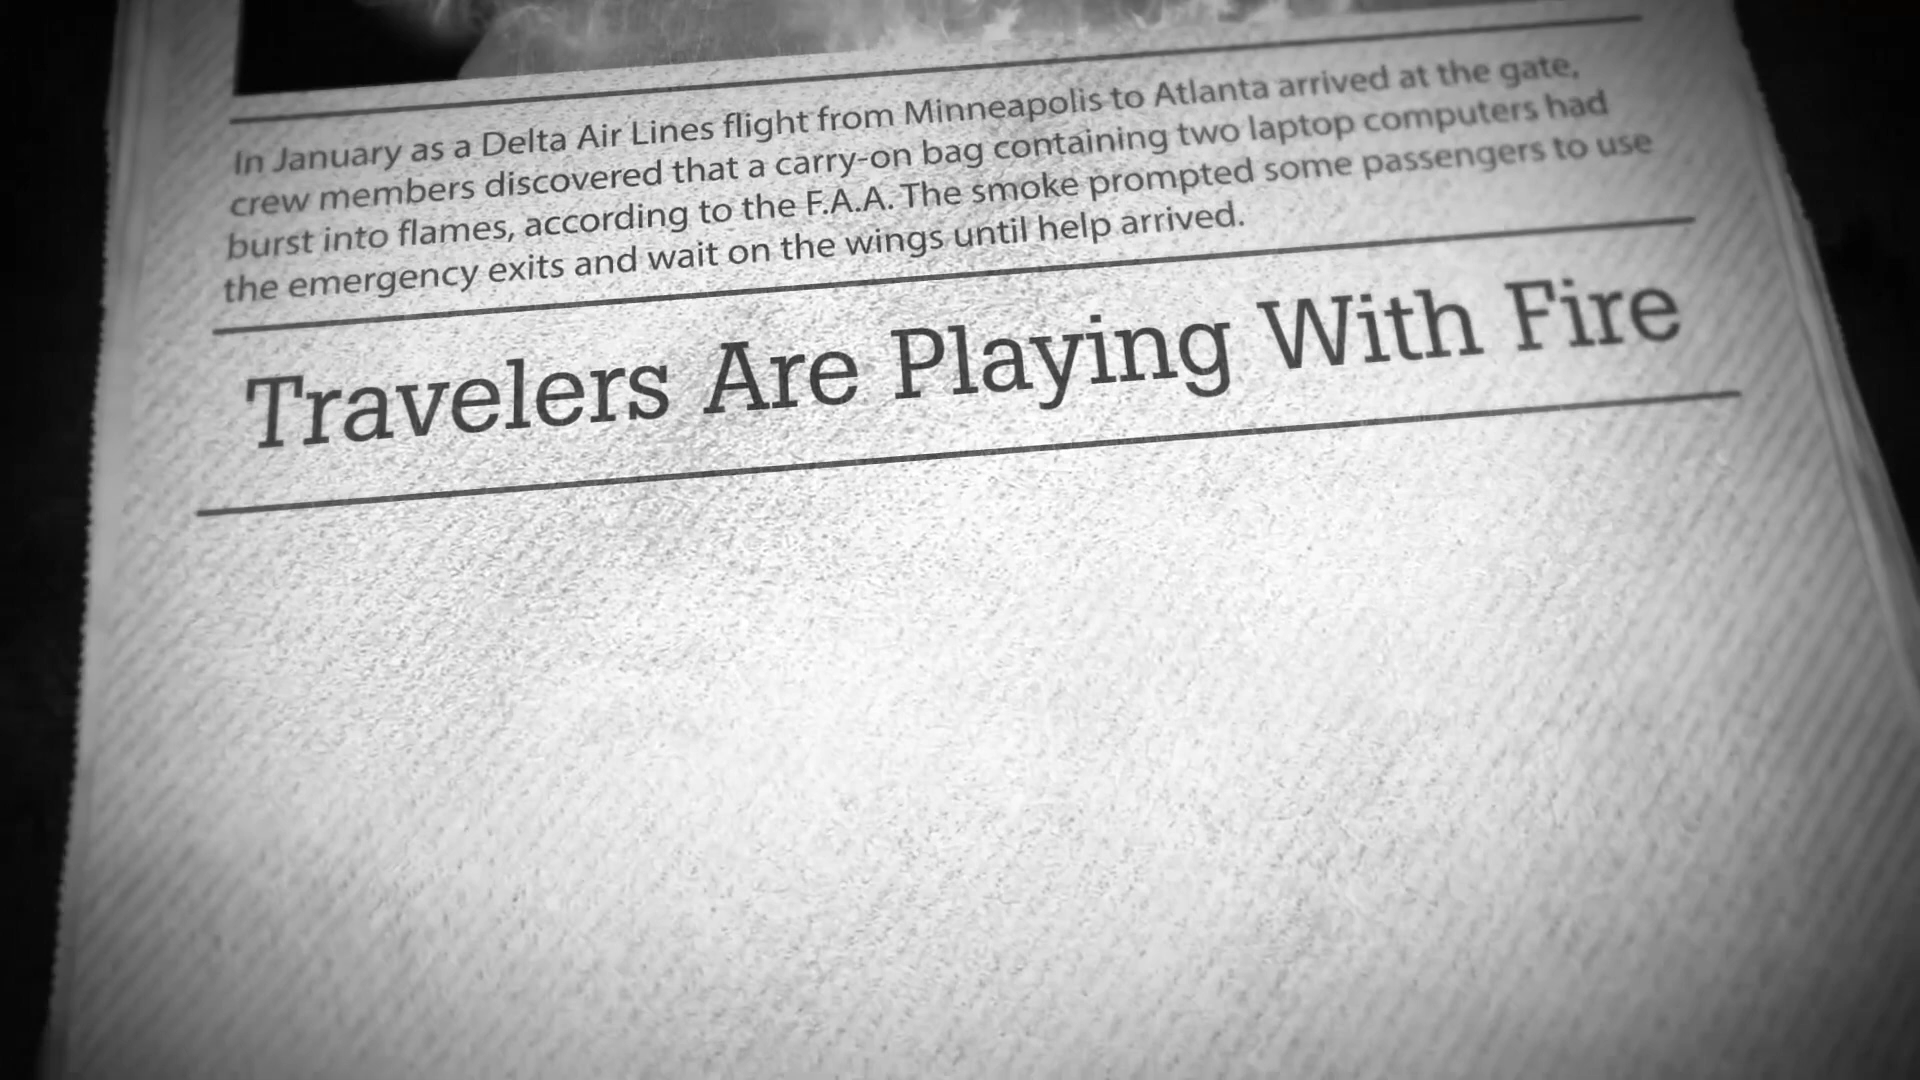 In January as a Delta Air Lines flight from Minneapolis to Atlanta arrived at the gate,
crew members discovered that a carry-on bag containing two laptop computers had
burst into flames, according to the F.A.A. The smoke prompted some passengers to use
the emergency exits and wait on the wings until help arrived.
Travelers Are Playing With Fire